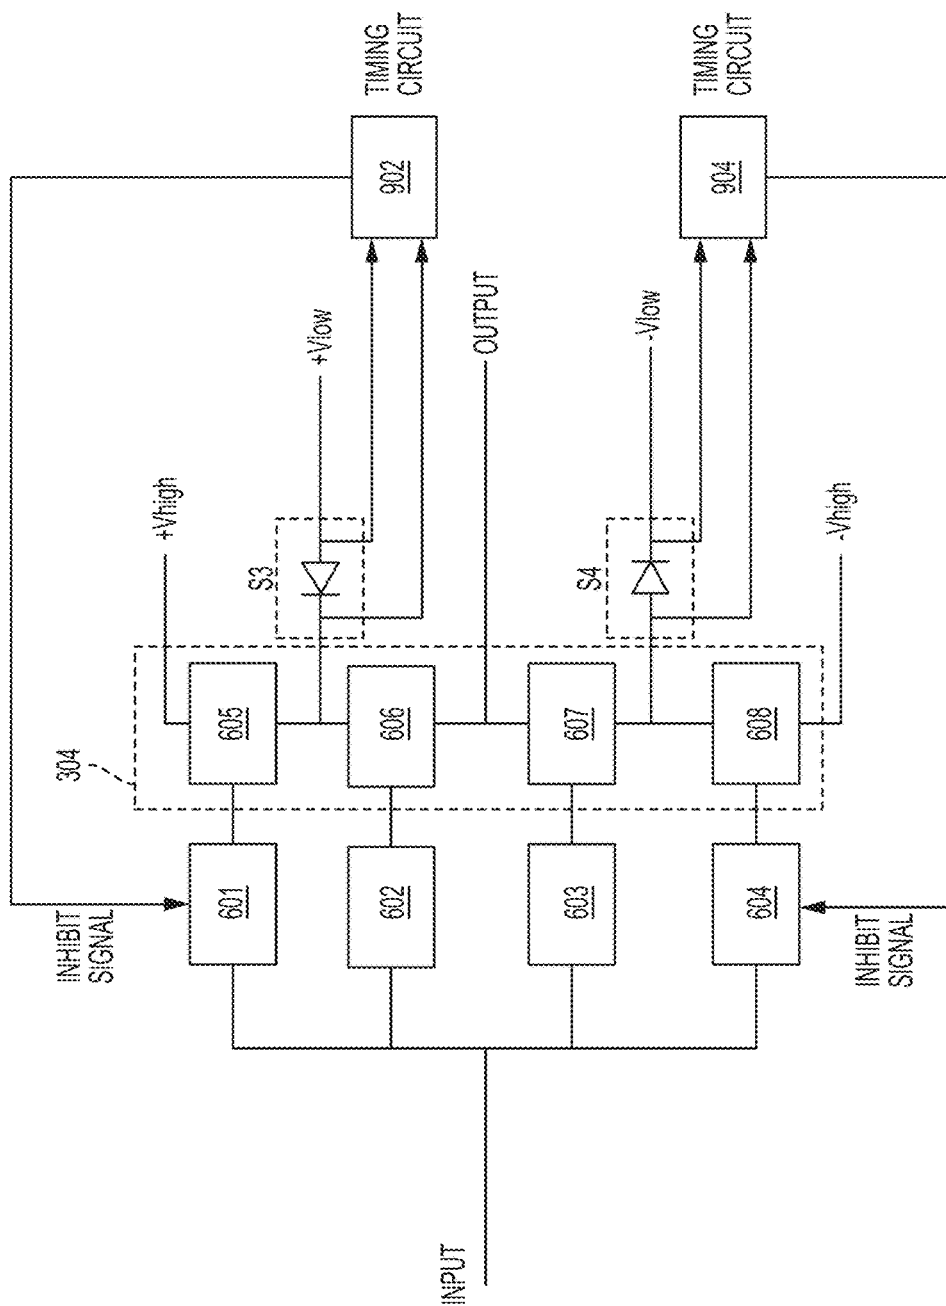 INPUT
INHIBIT
SIGNAL
601
602
603
604
INHIBIT
SIGNAL
304
605
606
607
608
+Vhigh
S3
+Vlow
OUTPUT
S4
-Vlow
-Vhigh
902
TIMING
CIRCUIT
904
TIMING
CIRCUIT